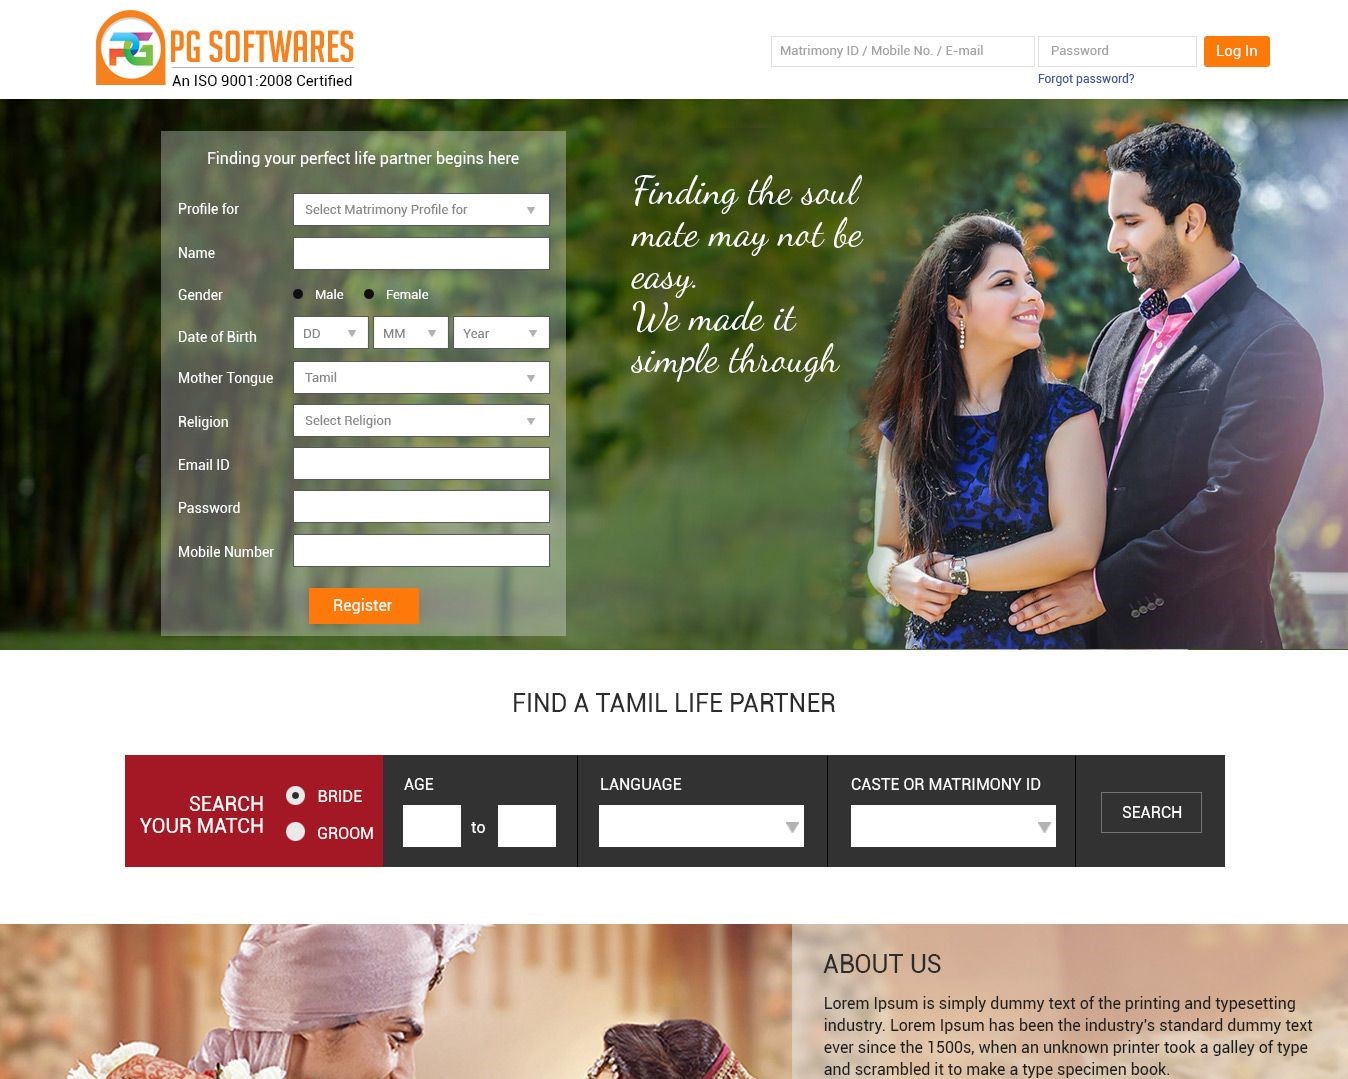 PG SOFTWARES
An ISO 9001:2008 Certified
Matrimony ID / Mobile No. / E-mail
Password
Log In
Forgot password?
Finding your perfect life partner begins here
Profile for
Select Matrimony Profile for
Name
Gender
Male
Female
Date of Birth
DD
MM
Year
Mother Tongue
Tamil
Religion
Select Religion
Email ID
Password
Mobile Number
Register
Finding the soul
mate may not be
easy.
We made it
simple through
FIND A TAMIL LIFE PARTNER
SEARCH
YOUR MATCH
BRIDE
GROOM
AGE
to
LANGUAGE
CASTE OR MATRIMONY ID
SEARCH
ABOUT US
Lorem Ipsum is simply dummy text of the printing and typesetting
industry. Lorem Ipsum has been the industry's standard dummy text
ever since the 1500s, when an unknown printer took a galley of type
and scrambled it to make a type specimen book.